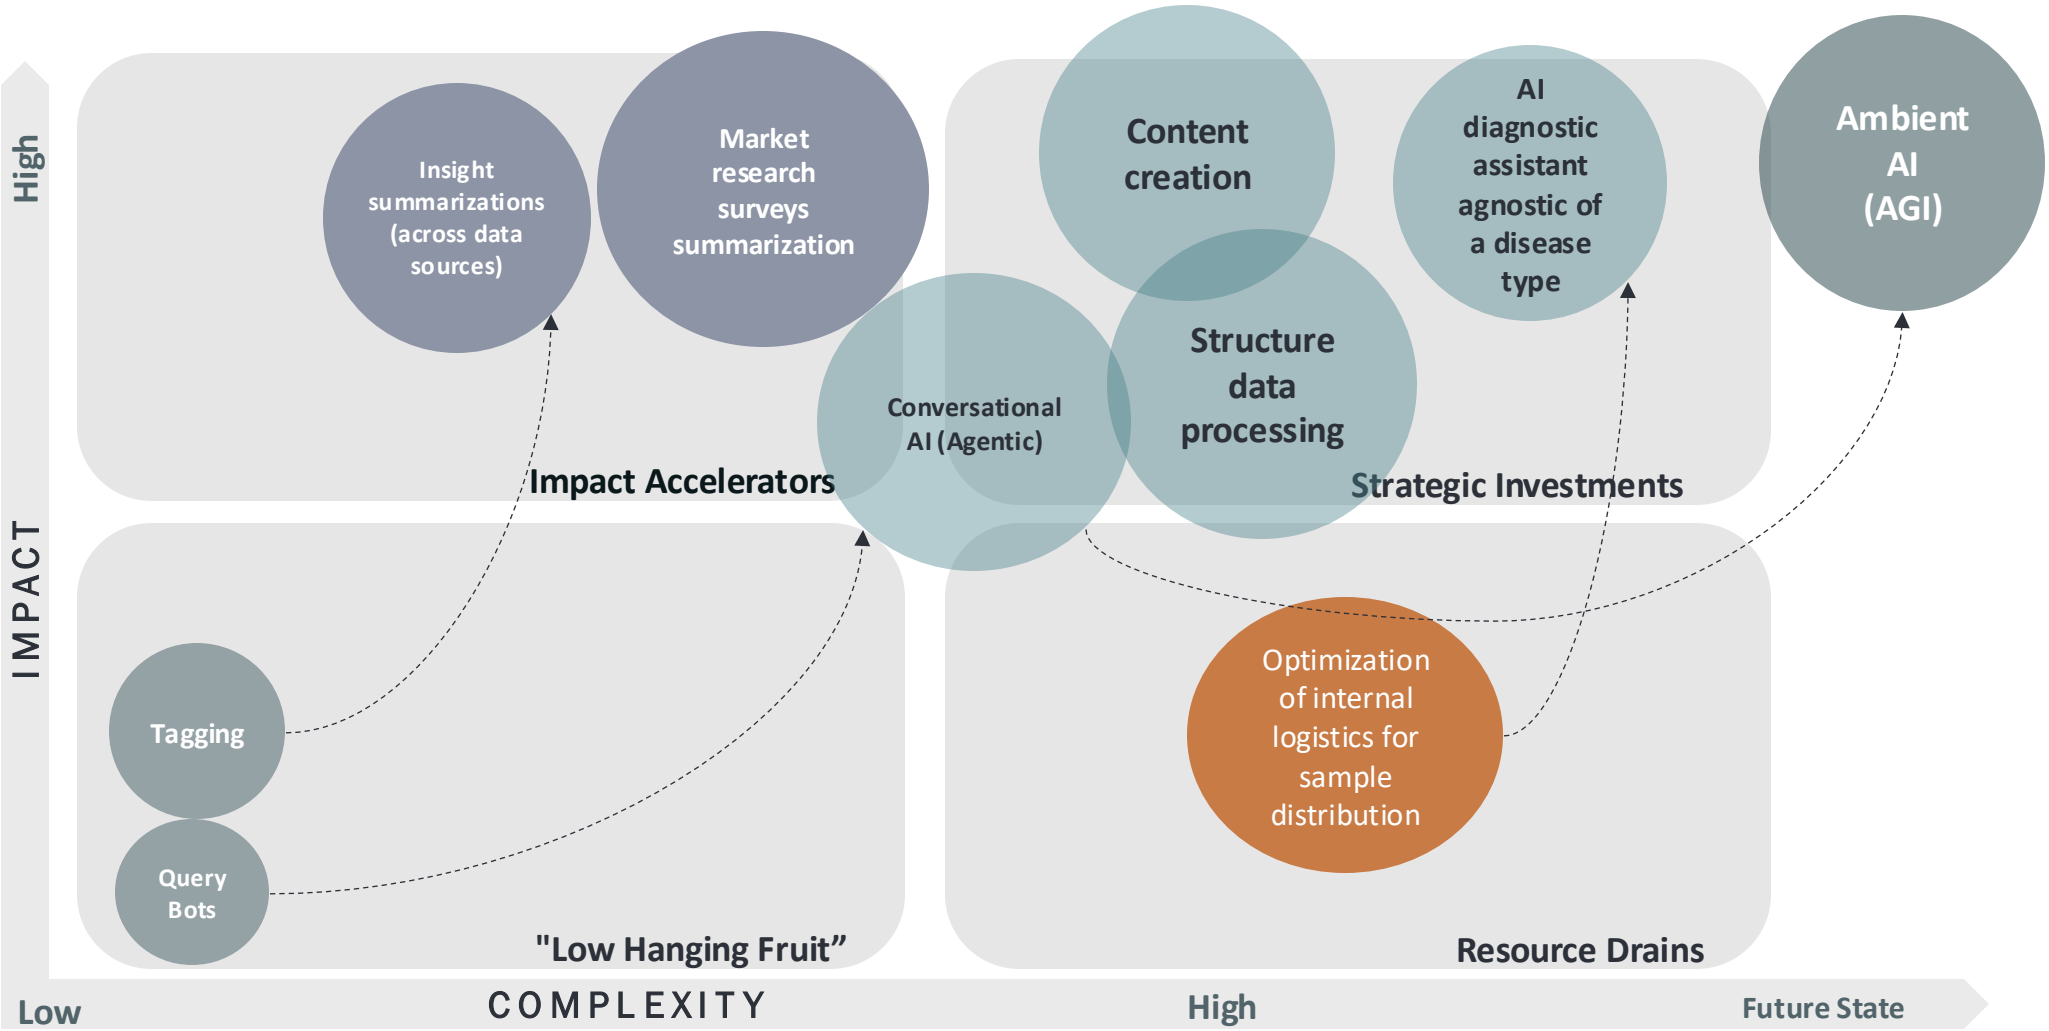 High
IMPACT
Low
COMPLEXITY
High
Future State
Insight
summarizations
(across data
sources)
Market
research
surveys
summarization
Impact Accelerators
Content
creation
AI
diagnostic
assistant
agnostic of
a disease
type
Ambient
AI
(AGI)
Conversational
AI (Agentic)
Structure
data
processing
Strategic Investments
Tagging
Query
Bots
"Low Hanging Fruit”
Optimization
of internal
logistics for
sample
distribution
Resource Drains